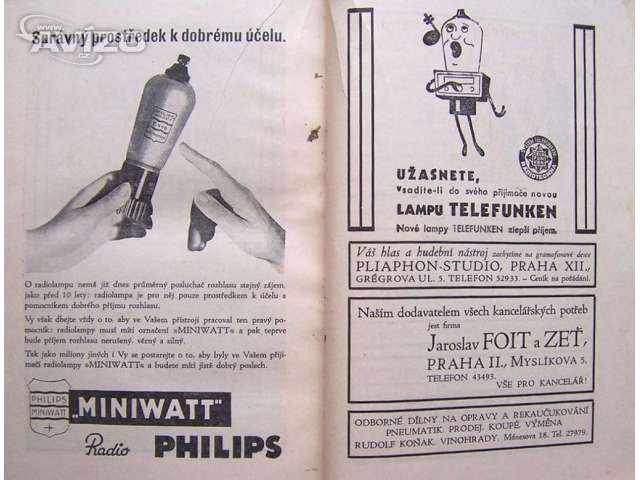 Avízo
.cz
Správný prostředek k dobrému účelu.
PHILIPS
O radiolampu nemá již dnes průměrný posluchač rozhlasu stejný zájem,
jako před 10 lety: radiolampa je pro něj pouze prostředkem k účelu a
pomocníkem dobrého příjmu rozhlasu.
Vy však dbejte vždy o to, aby ve Vašem přístroji pracoval ten pravý po-
mocník: radiolampy musí míti označení »MINIWATT« a pak teprve
bude příjem rozhlasu nerušený, věrný a silný.
Tak jako miliony jiných i Vy se postarejte o to, aby byly ve Vašem přijí-
mači radiolampy »MINIWATT« a budete míti jistě dobrý poslech.
PHILIPS
MINIWATT
„MINIWATT"
Radio PHILIPS
UŽASNETE,
Vsadíte-li do svého přijimače novou
LAMPU TELEFUNKEN
Nové lampy TELEFUNKEN zlepší příjem.
Váš hlas a hudební nástroj zachytíme na gramofonové desce
PLIAPHON-STUDIO, PRAHA XII.,
GRÉGROVA UL. 5. TELEFON 52933. – Ceník na požádání.
Naším dodavatelem všech kancelářských potřeb
jest firma
Jaroslav FOIT a ZEŤ,
PRAHA II., MYSLÍKOVA 5.
TELEFON 43493.
VŠE PRO KANCELÁŘ!
ODBORNÉ DÍLNY NA OPRAVY A REKAUČUKOVÁNÍ
PNEUMATIK. PRODEJ. KOUPĚ. VÝMĚNA
RUDOLF KOŇAK. VINOHRADY. Mánesova 18. Tel. 27979.